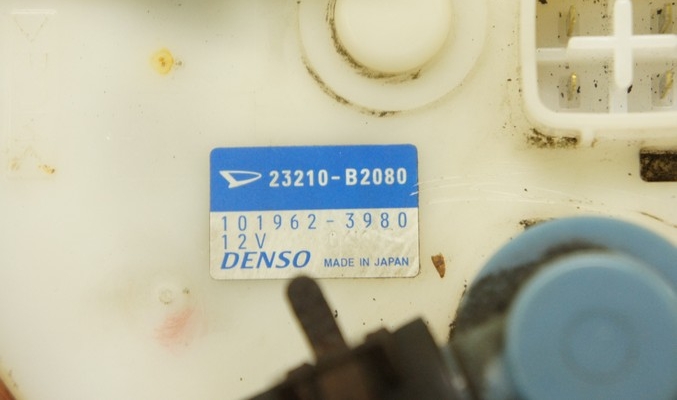 23210-B2080
101962-3980
12V
DENSO MADE IN JAPAN